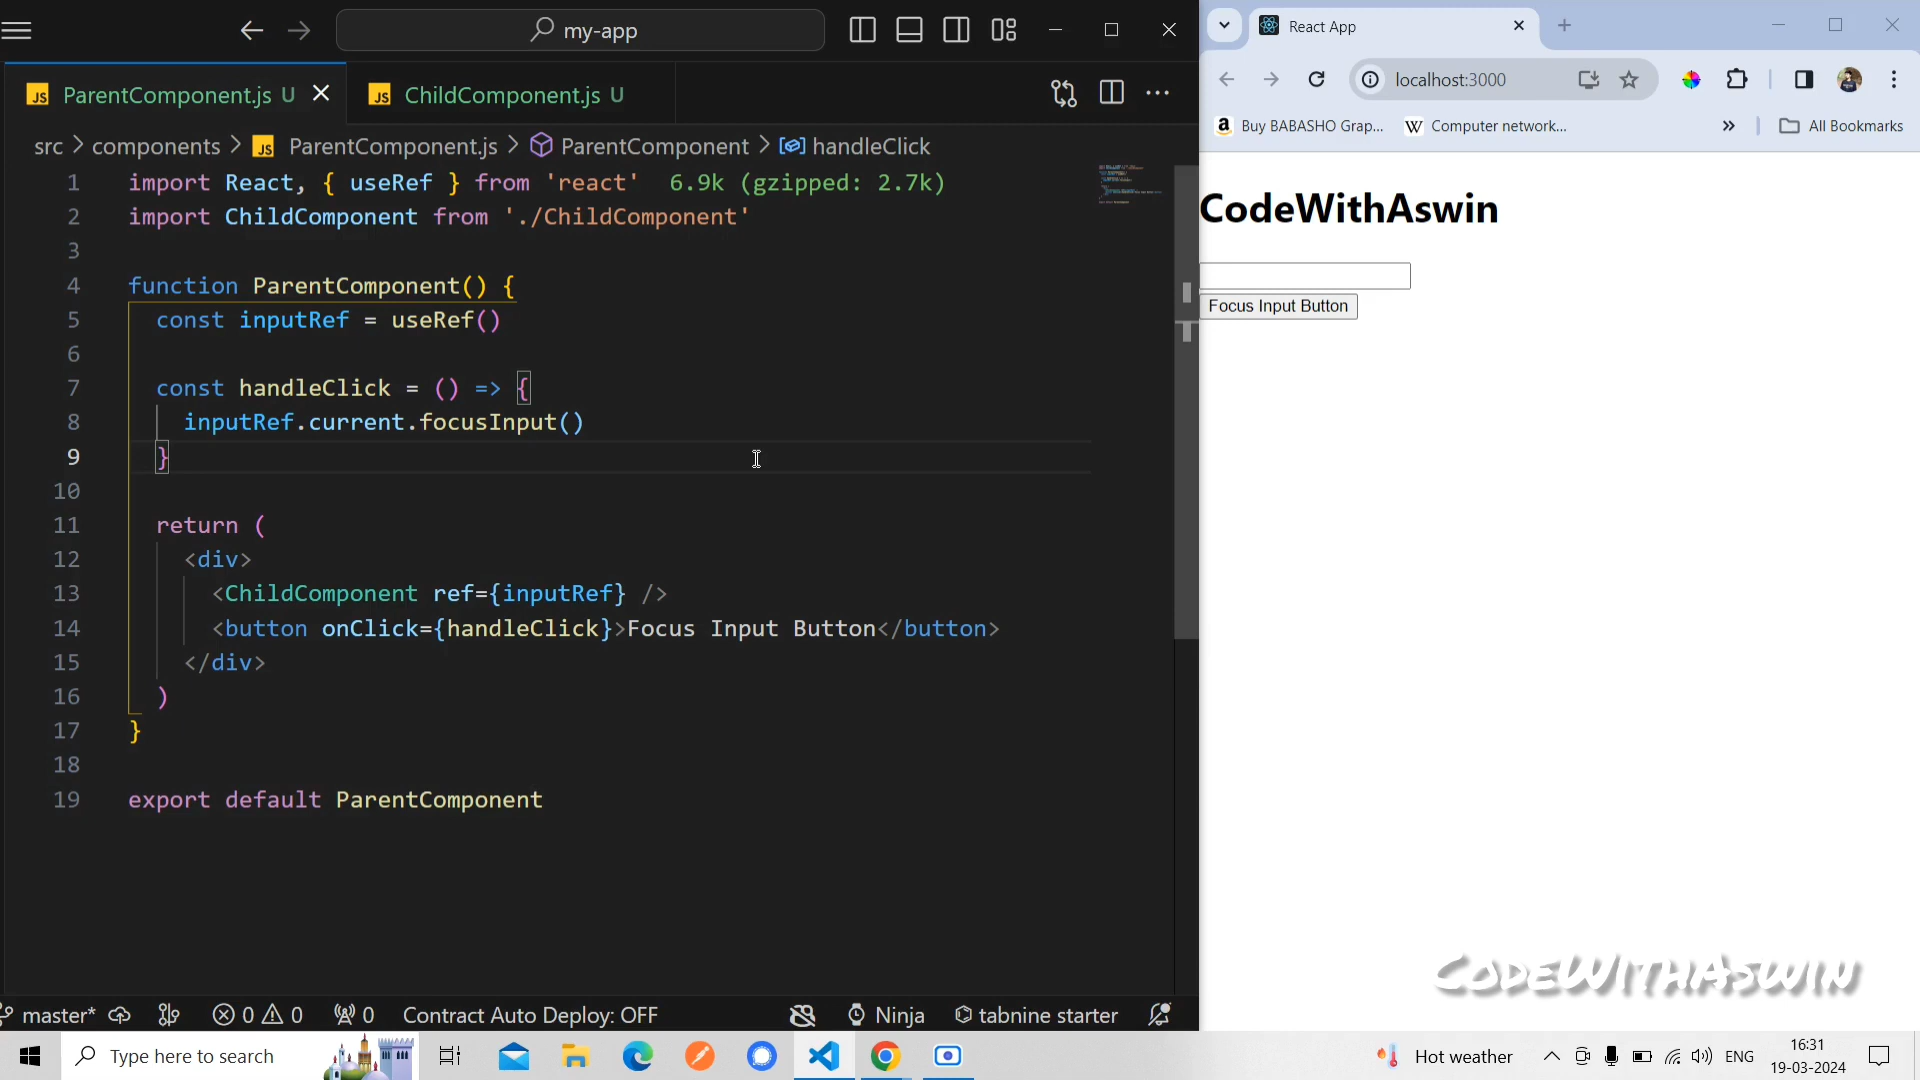 my-app
ParentComponent.js U
ChildComponent.js U
src > components > JS ParentComponent.js > ParentComponent > handleClick
1 import React, { useRef } from 'react' 6.9k (gzipped: 2.7k)
2 import ChildComponent from './ChildComponent'
3
4 function ParentComponent() {
5 const inputRef = useRef()
6
7 const handleClick = () => {
8 inputRef.current.focusInput()
9 }
10
11 return (
12 <div>
13 <ChildComponent ref={inputRef} />
14 <button onClick={handleClick}>Focus Input Button</button>
15 </div>
16 )
17 }
18
19 export default ParentComponent
master* 0 0 0 Contract Auto Deploy: OFF Ninja tabnine starter
React App
localhost:3000
Buy BABASHO Grap... W Computer network... » All Bookmarks
CodeWithAswin
Focus Input Button
CodeWithAswin
Type here to search
Hot weather ENG 16:31
19-03-2024